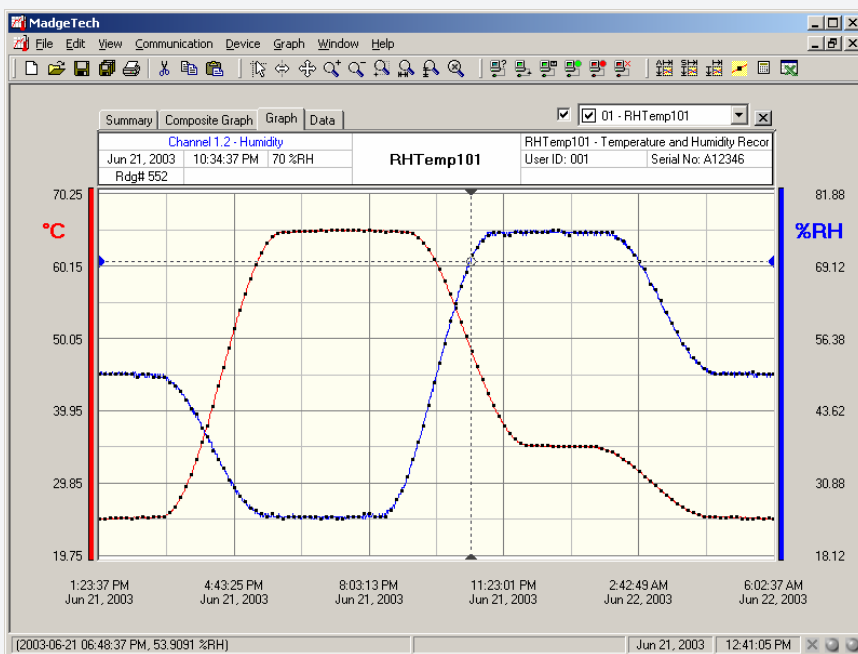 MadgeTech
File Edit View Communication Device Graph Window Help
Summary Composite Graph Graph Data
01 - RHTemp101
Channel 1.2 - Humidity
Jun 21, 2003 10:34:37 PM 70 %RH
Rdg# 552
RHTemp101
RHTemp101 - Temperature and Humidity Recor
User ID: 001 Serial No: A12346
70.25 81.88
°C %RH
60.15 69.12
50.05 56.38
39.95 43.62
29.85 30.88
19.75 18.12
1:23:37 PM 4:43:25 PM 8:03:13 PM 11:23:01 PM 2:42:49 AM 6:02:37 AM
Jun 21, 2003 Jun 21, 2003 Jun 21, 2003 Jun 21, 2003 Jun 22, 2003 Jun 22, 2003
(2003-06-21 06:48:37 PM, 53.9091 %RH) Jun 21, 2003 12:41:05 PM